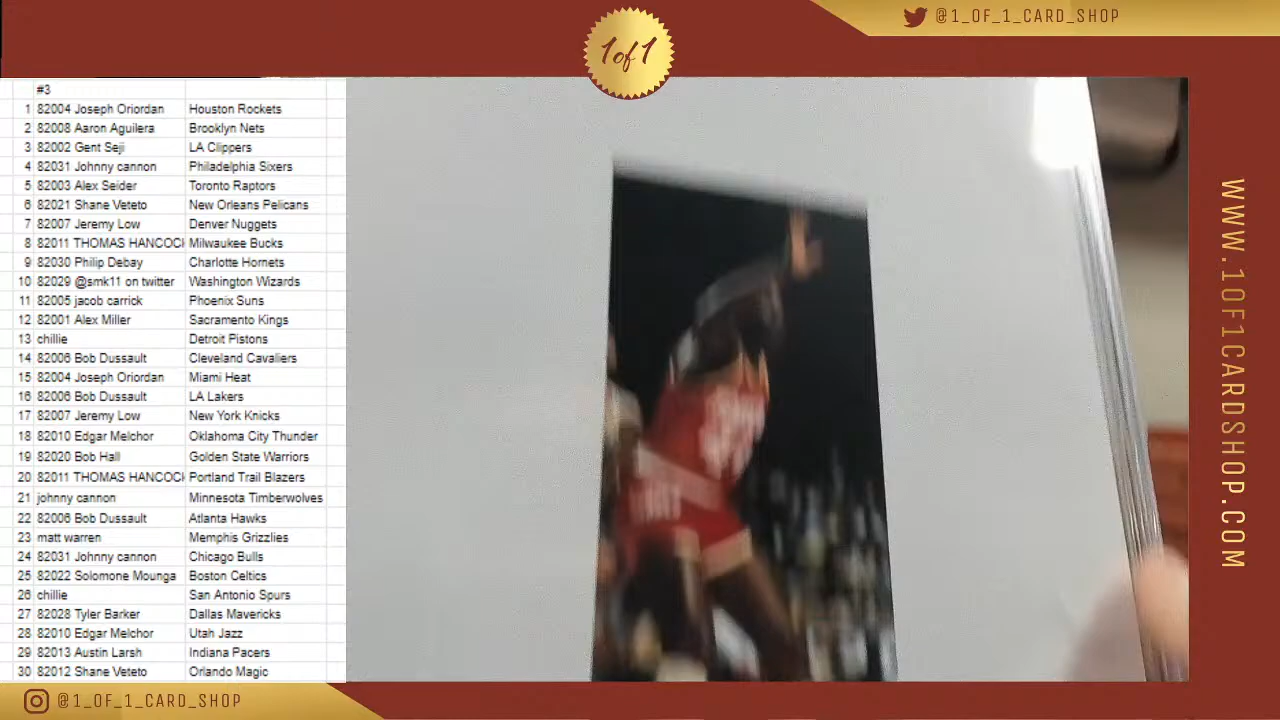 @1_OF_1_CARD_SHOP
1of1
#3
1 82004 Joseph Oriordan Houston Rockets
2 82008 Aaron Aguilera Brooklyn Nets
3 82002 Gent Seji LA Clippers
4 82031 Johnny cannon Philadelphia Sixers
5 82003 Alex Seider Toronto Raptors
6 82021 Shane Veteto New Orleans Pelicans
7 82007 Jeremy Low Denver Nuggets
8 82011 THOMAS HANCOCK Milwaukee Bucks
9 82030 Philip Debay Charlotte Hornets
10 82029 @smk11 on twitter Washington Wizards
11 82005 jacob carrick Phoenix Suns
12 82001 Alex Miller Sacramento Kings
13 chillie Detroit Pistons
14 82006 Bob Dussault Cleveland Cavaliers
15 82004 Joseph Oriordan Miami Heat
16 82006 Bob Dussault LA Lakers
17 82007 Jeremy Low New York Knicks
18 82010 Edgar Melchor Oklahoma City Thunder
19 82020 Bob Hall Golden State Warriors
20 82011 THOMAS HANCOCK Portland Trail Blazers
21 johnny cannon Minnesota Timberwolves
22 82006 Bob Dussault Atlanta Hawks
23 matt warren Memphis Grizzlies
24 82031 Johnny cannon Chicago Bulls
25 82022 Solomone Mounga Boston Celtics
26 chillie San Antonio Spurs
27 82028 Tyler Barker Dallas Mavericks
28 82010 Edgar Melchor Utah Jazz
29 82013 Austin Larsh Indiana Pacers
30 82012 Shane Veteto Orlando Magic
WWW.1OF1CARDSHOP.COM
@1_OF_1_CARD_SHOP